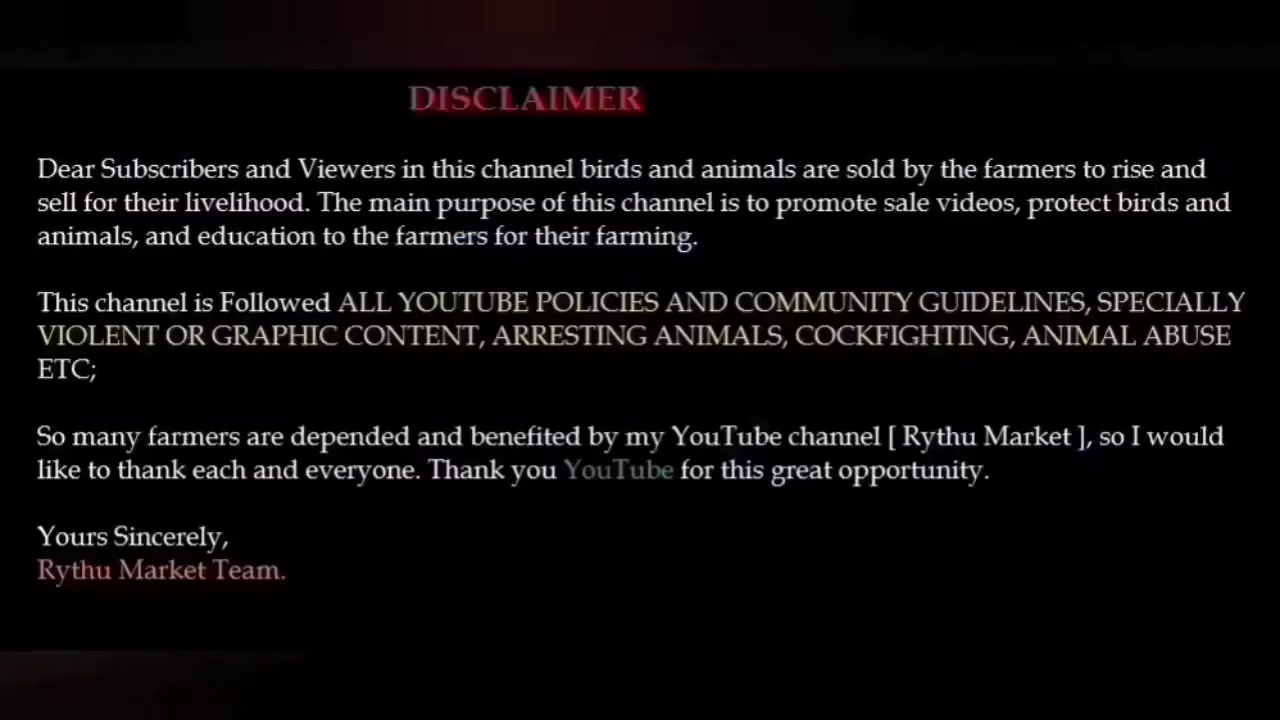 DISCLAIMER
Dear Subscribers and Viewers in this channel birds and animals are sold by the farmers to rise and
sell for their livelihood. The main purpose of this channel is to promote sale videos, protect birds and
animals, and education to the farmers for their farming.
This channel is Followed ALL YOUTUBE POLICIES AND COMMUNITY GUIDELINES, SPECIALLY
VIOLENT OR GRAPHIC CONTENT, ARRESTING ANIMALS, COCKFIGHTING, ANIMAL ABUSE
ETC;
So many farmers are depended and benefited by my YouTube channel [ Rythu Market ], so I would
like to thank each and everyone. Thank you YouTube for this great opportunity.
Yours Sincerely,
Rythu Market Team.